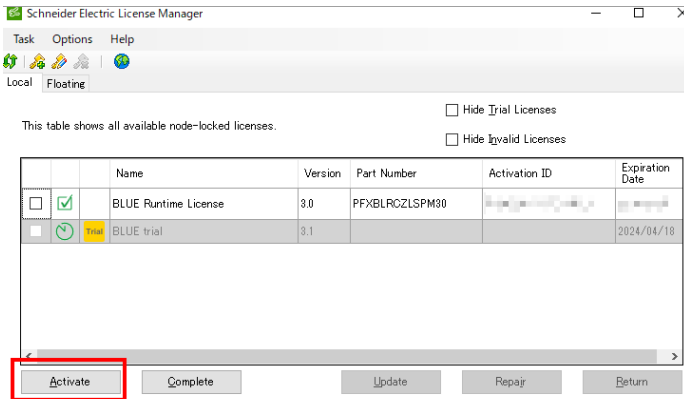 Schneider Electric License Manager
Task Options Help
Local Floating
Hide Trial Licenses
This table shows all available node-locked licenses.
Hide Invalid Licenses
Name Version Part Number Activation ID Expiration Date
BLUE Runtime License 3.0 PFXBLRCZLSPM30
Trial BLUE trial 3.1 2024/04/18
Activate Complete Update Repair Return